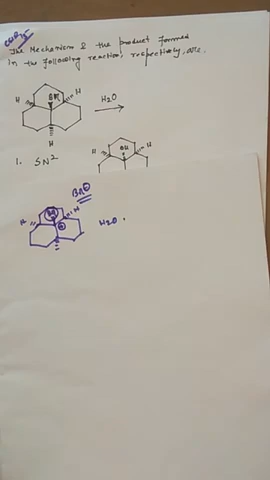 The Mechanism & the product formed
in the following reaction, respectively, are.
H H
H₂O
H
1. SN²
H OH H
Br⊖
H H
H₂O.